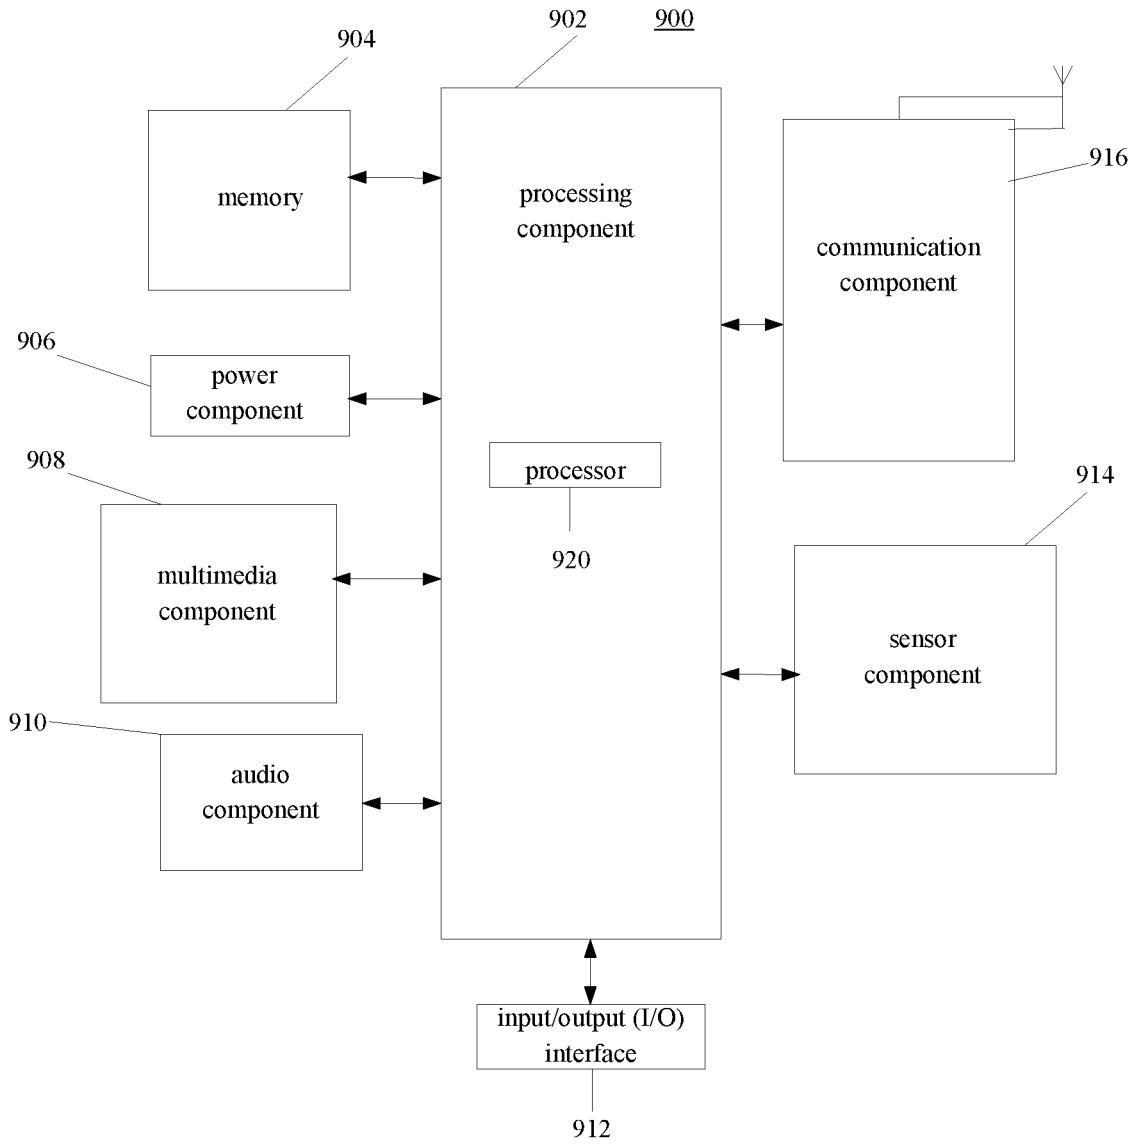 902
900
904
916
memory
processing
component
communication
component
906
power
component
908
processor
914
920
multimedia
component
sensor
component
910
audio
component
input/output (I/O)
interface
912